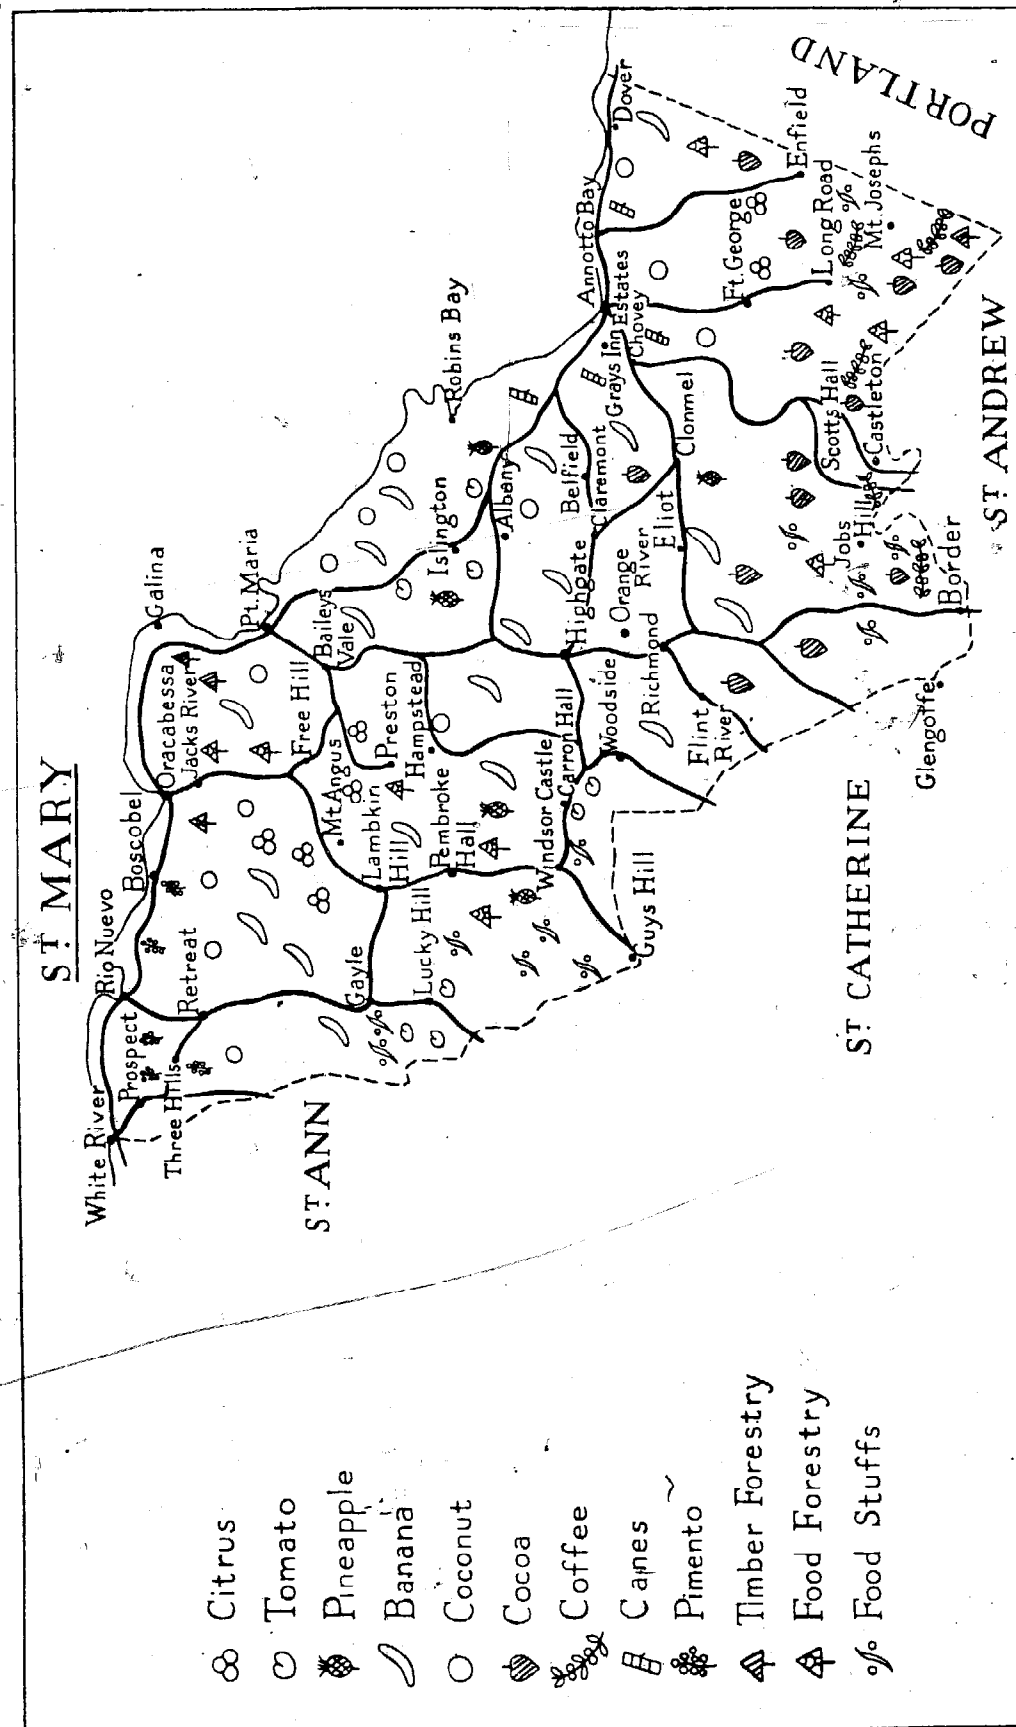 ST. MARY
White River
Prospect
Three Hills
Rio Nuevo
Retreat
Boscobel
Oracabessa
Jacks River
Galina
Pt. Maria
Free Hill
Baileys
Vale
Mt Angus
Preston
Hampstead
Lambkin
Hill
Pembroke
Hall
Gayle
Lucky Hill
Windsor Castle
Carron Hall
Woodside
Guys Hill
Islington
Albany
Robins Bay
Highgate
Claremont
Belfield
Orange
River
Richmond
Flint
River
Eliot
Clonmel
Grays Inn
Estates
Chovey
Annotto Bay
Dover
Ft. George
Enfield
Long Road
Mt. Josephs
Scotts Hall
Castleton
Jobs
Hill
Border
Glengoffe
ST. ANN
ST. CATHERINE
ST ANDREW
PORTLAND
Citrus
Tomato
Pineapple
Banana
Coconut
Cocoa
Coffee
Canes
Pimento
Timber Forestry
Food Forestry
Food Stuffs